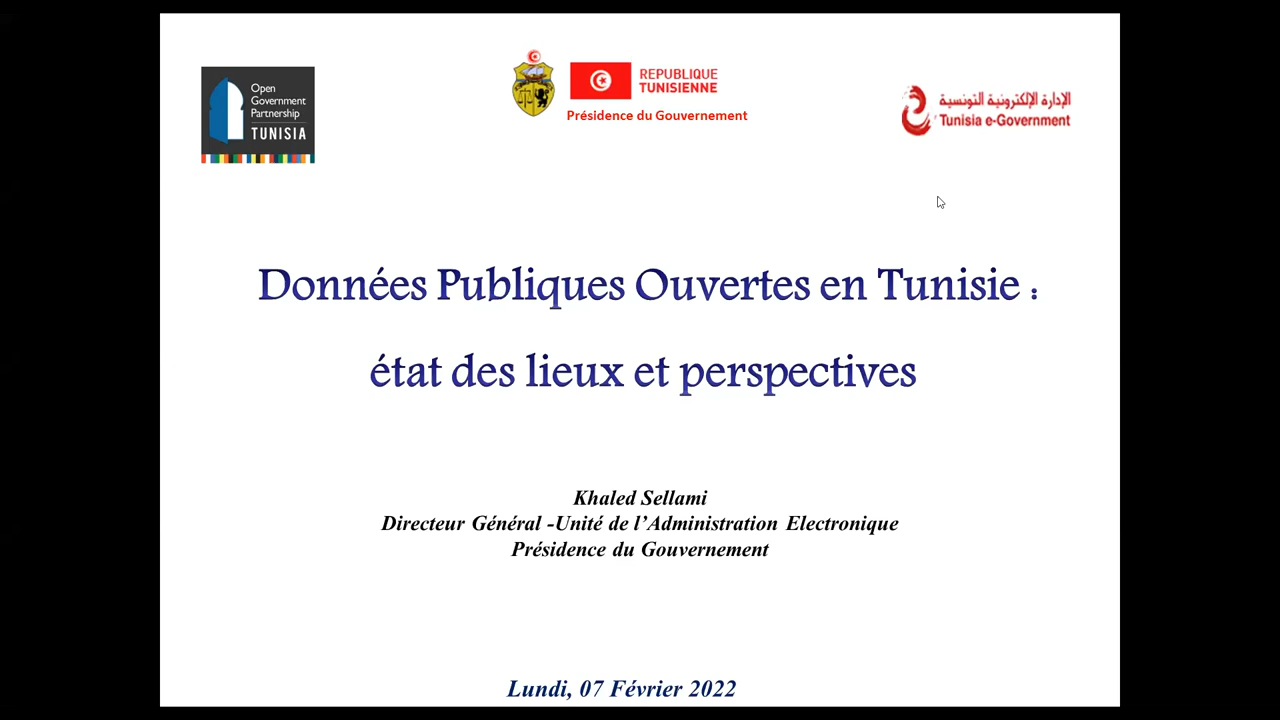 Open
Government
Partnership
TUNISIA
REPUBLIQUE
TUNISIENNE
Présidence du Gouvernement
الإدارة الإلكترونية التونسية
Tunisia e-Government
Données Publiques Ouvertes en Tunisie :
état des lieux et perspectives
Khaled Sellami
Directeur Général -Unité de l’Administration Electronique
Présidence du Gouvernement
Lundi, 07 Février 2022